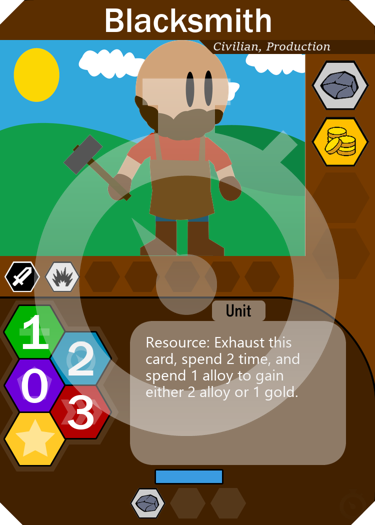 Blacksmith
Civilian, Production
Unit
1
2
0
3
Resource: Exhaust this
card, spend 2 time, and
spend 1 alloy to gain
either 2 alloy or 1 gold.